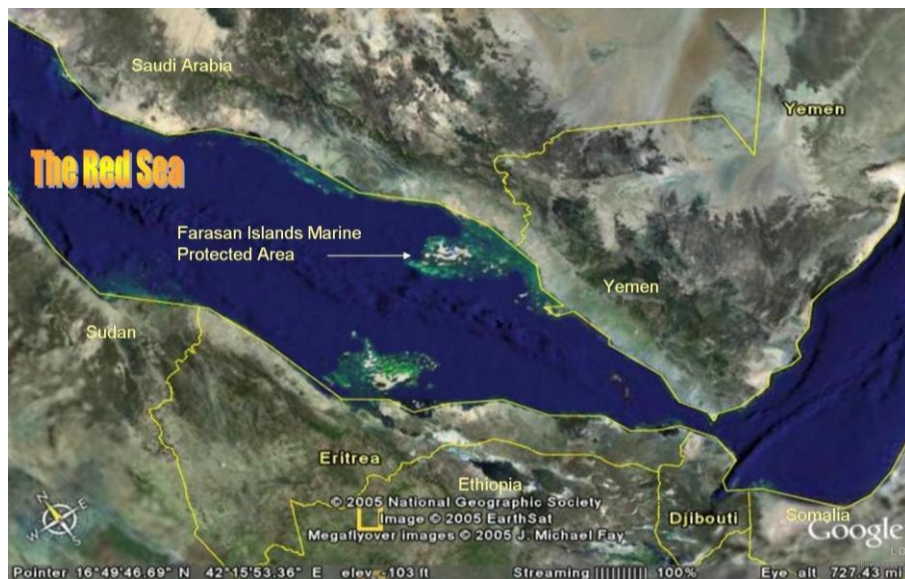 Saudi Arabia
Yemen
The Red Sea
Farasan Islands Marine
Protected Area
Yemen
Sudan
Eritrea
Ethiopia
© 2005 National Geographic Society
Image © 2005 EarthSat
Megaflyover images © 2005 J. Michael Fay
Djibouti
Somalia
Google
N
E
W
S
Pointer 16°49'46.69" N 42°15'53.36" E elev -103 ft Streaming |||||||||| 100% Eye alt 727.43 mi